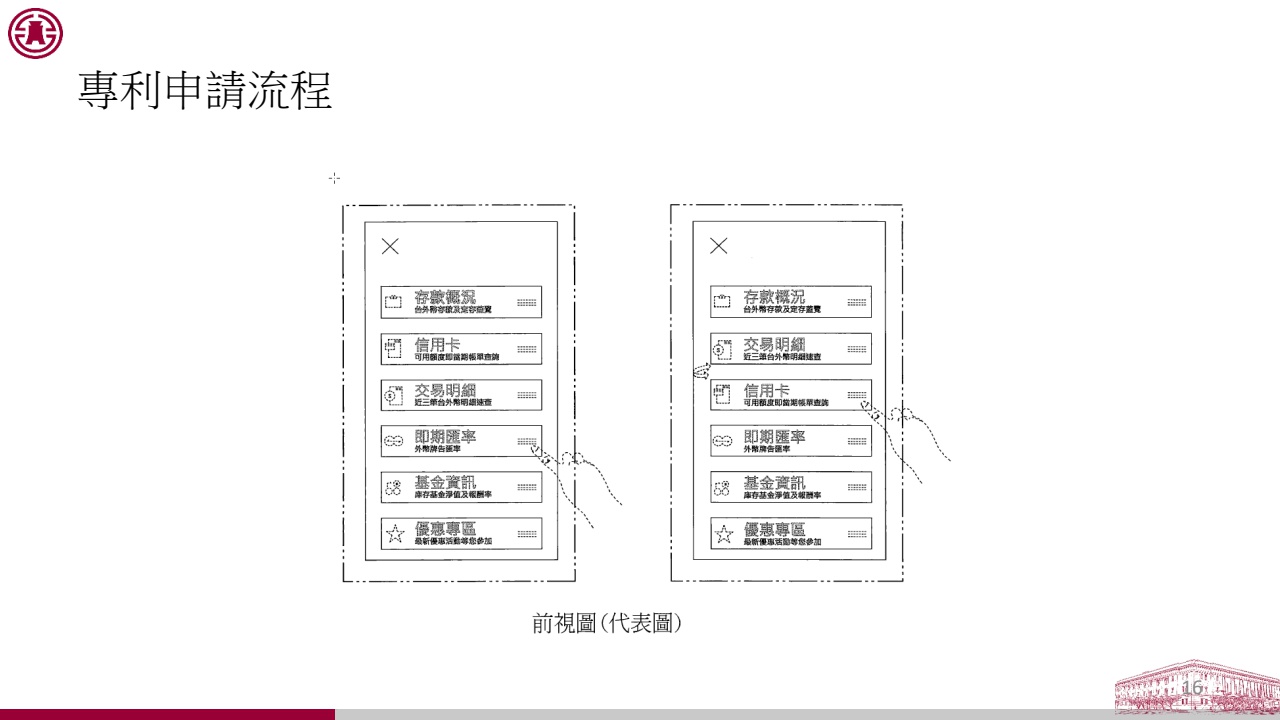 專利申請流程
存款概況
台外幣存款及定存覽
信用卡
可用額度即當期帳單查詢
交易明細
近三筆台外幣明細速查
即期匯率
外幣牌告匯率
基金資訊
庫存基金淨值及報酬率
優惠專區
最新優惠活動等您參加
存款概況
台外幣存款及定存覽
交易明細
近三筆台外幣明細速查
信用卡
可用額度即當期帳單查詢
即期匯率
外幣牌告匯率
基金資訊
庫存基金淨值及報酬率
優惠專區
最新優惠活動等您參加
前視圖(代表圖)
16